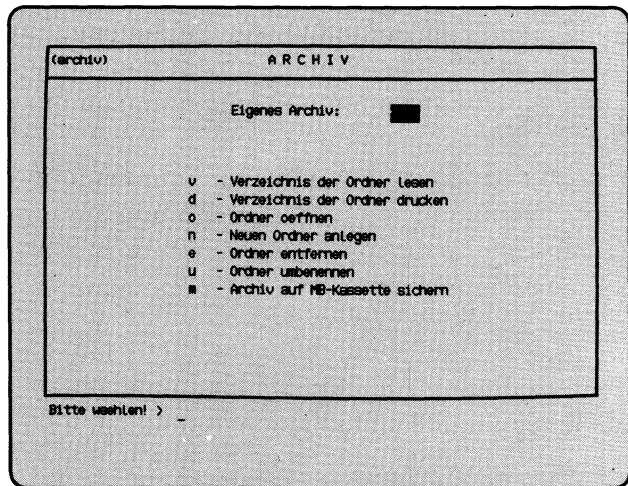 (archiv) A R C H I V
Eigenes Archiv:
v - Verzeichnis der Ordner lesen
d - Verzeichnis der Ordner drucken
o - Ordner oeffnen
n - Neuen Ordner anlegen
e - Ordner entfernen
u - Ordner umbenennen
m - Archiv auf MB-Kassette sichern
Bitte waehlen! > _